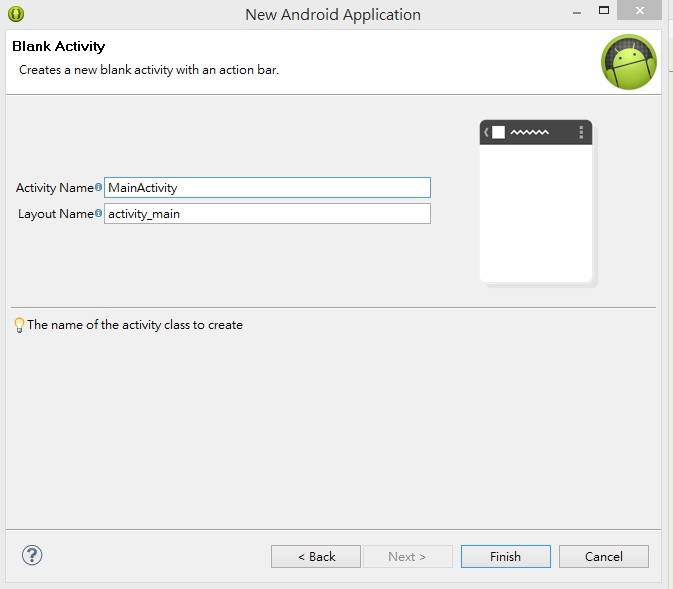 New Android Application
Blank Activity
Creates a new blank activity with an action bar.
Activity Name MainActivity
Layout Name activity_main
The name of the activity class to create
< Back Next > Finish Cancel